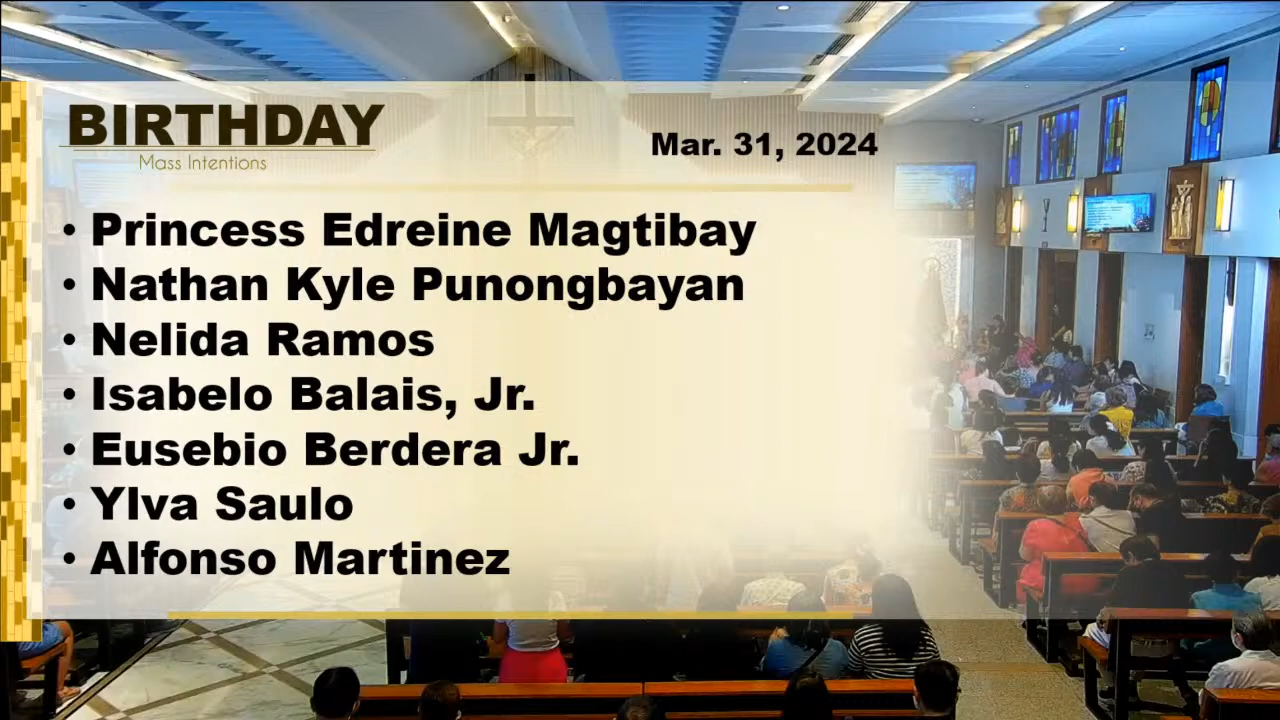 BIRTHDAY
Mass Intentions
Mar. 31, 2024
• Princess Edreine Magtibay
• Nathan Kyle Punongbayan
• Nelida Ramos
• Isabelo Balais, Jr.
• Eusebio Berdera Jr.
• Ylva Saulo
• Alfonso Martinez